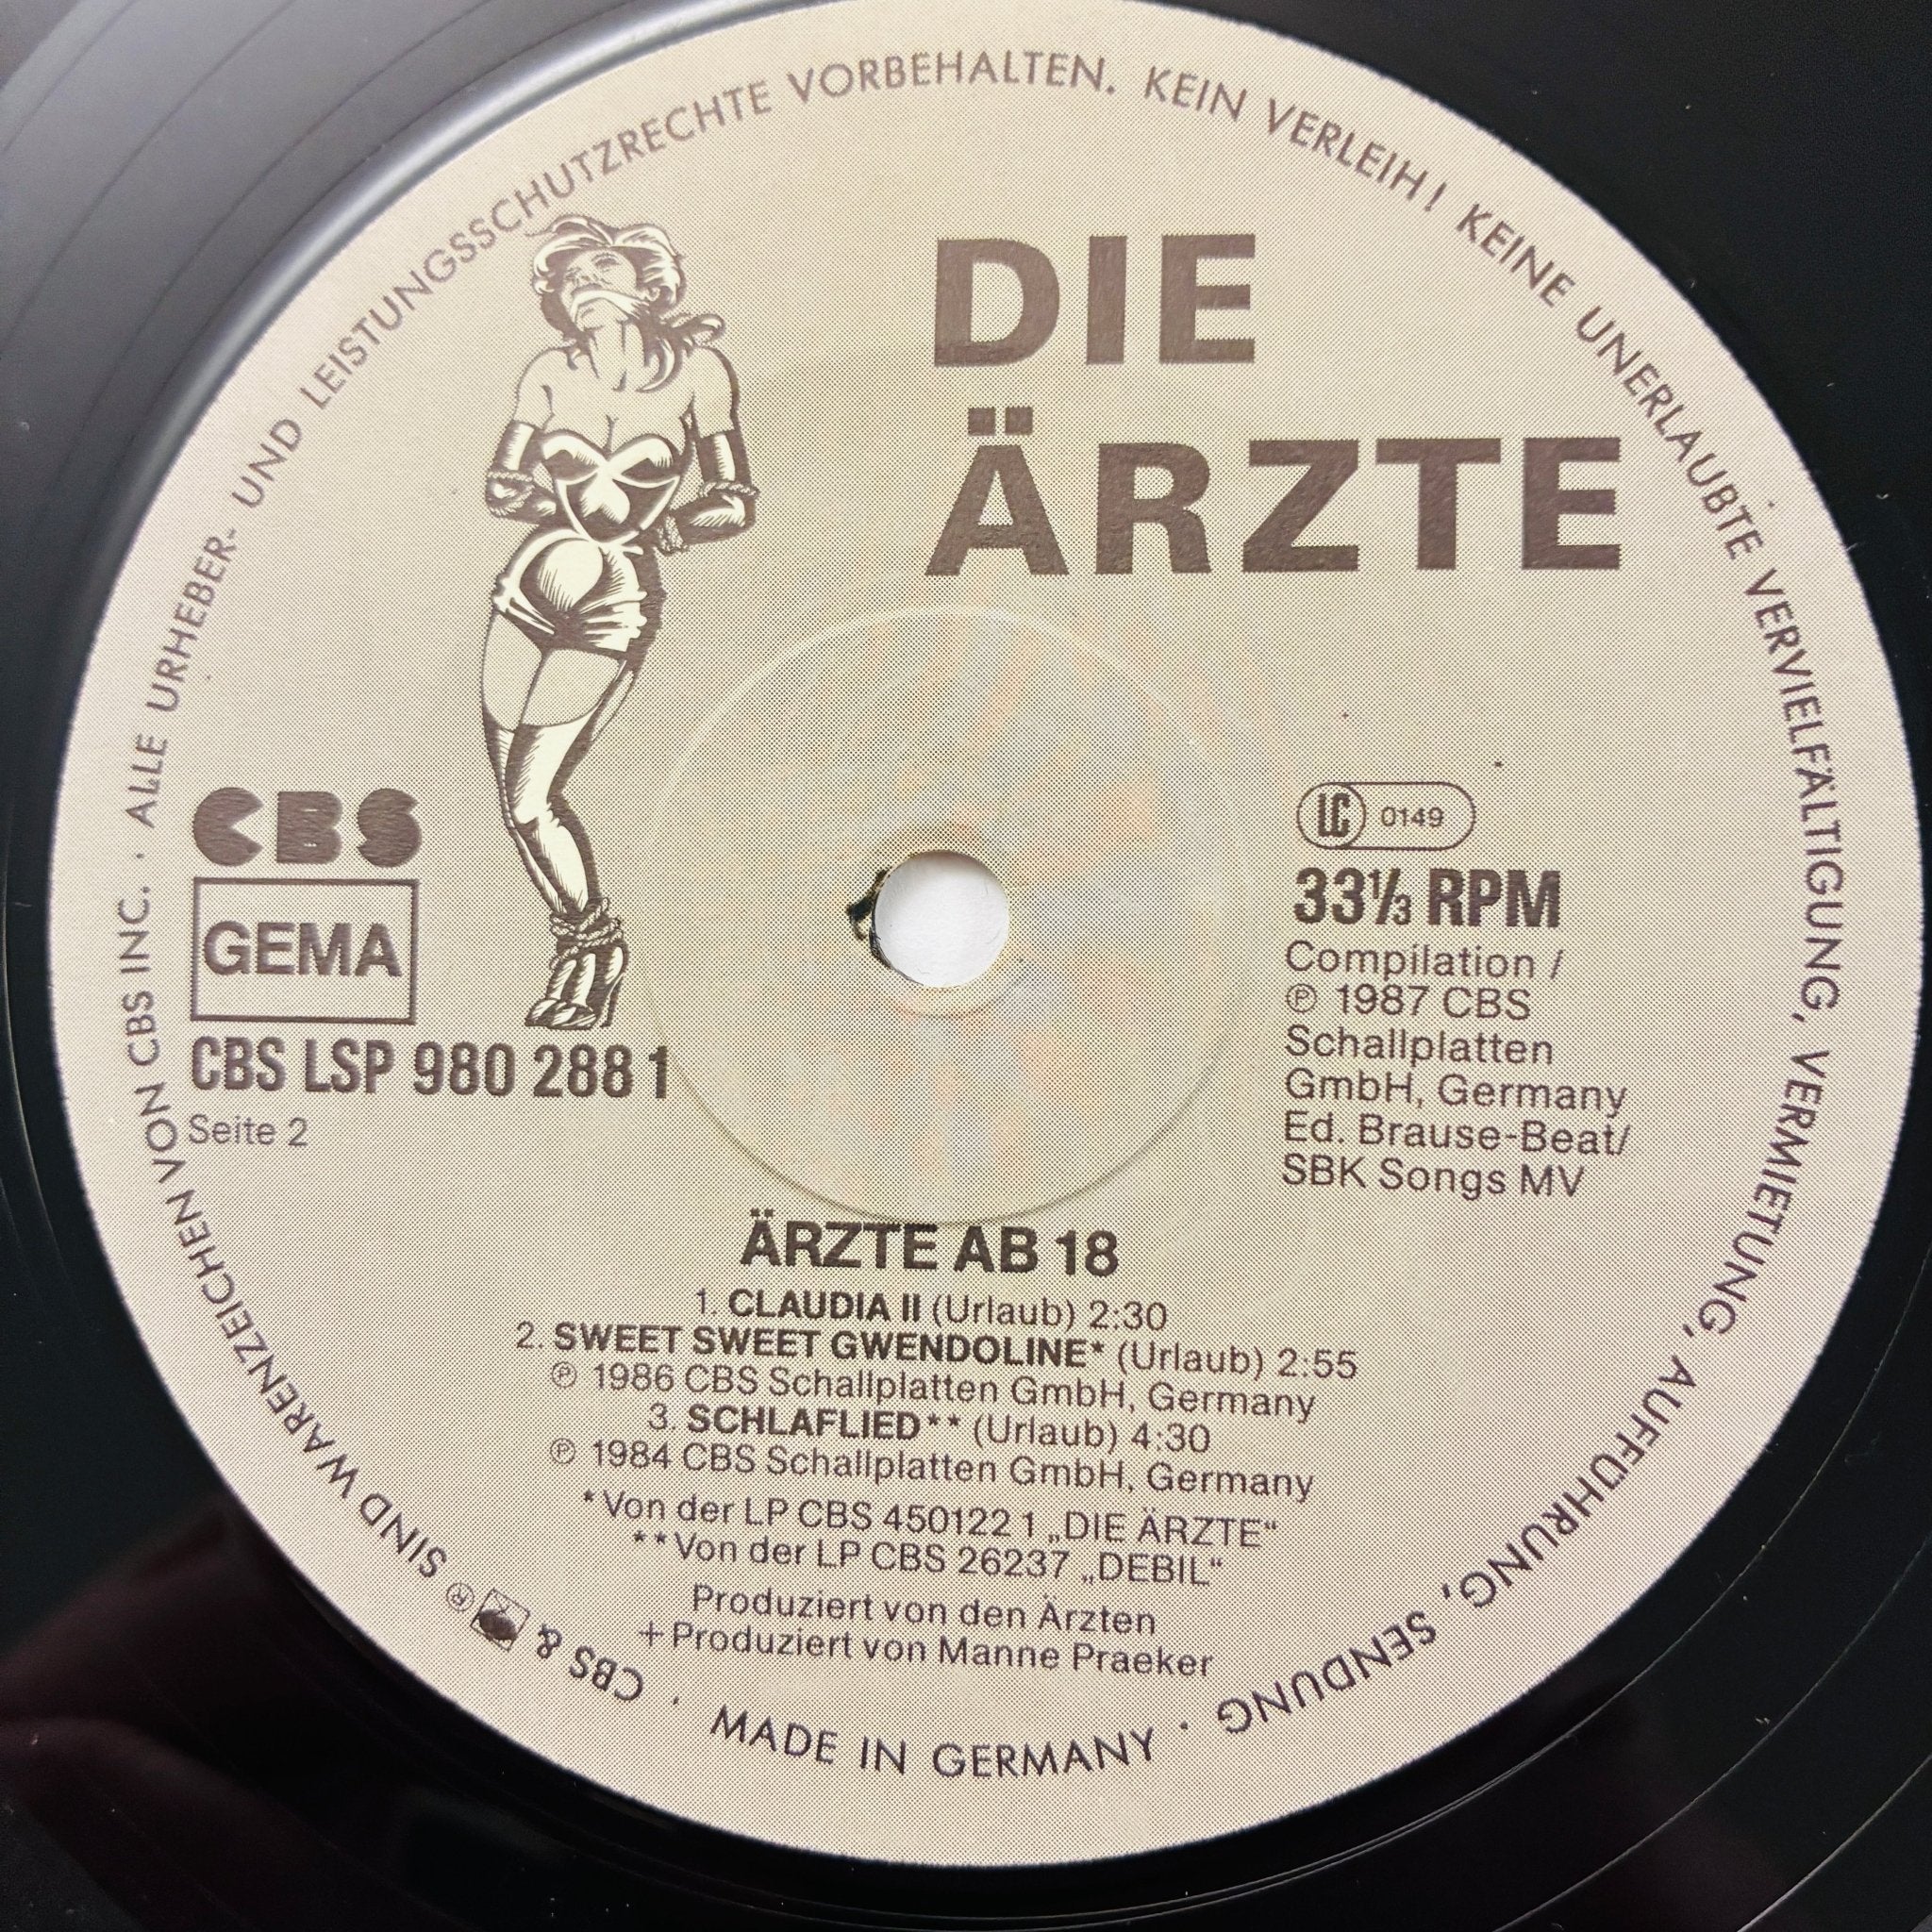 DIE
ÄRZTE
CBS
GEMA
CBS LSP 980 288 1
Seite 2
LC 0149
33⅓ RPM
Compilation /
℗ 1987 CBS
Schallplatten
GmbH, Germany
Ed. Brause-Beat/
SBK Songs MV
ÄRZTE AB 18
1. CLAUDIA II (Urlaub) 2:30
2. SWEET SWEET GWENDOLINE* (Urlaub) 2:55
℗ 1986 CBS Schallplatten GmbH, Germany
3. SCHLAFLIED** (Urlaub) 4:30
℗ 1984 CBS Schallplatten GmbH, Germany
*Von der LP CBS 450122 1 „DIE ÄRZTE“
**Von der LP CBS 26237 „DEBIL“
Produziert von den Ärzten
+Produziert von Manne Praeker
CBS & ® SIND WARENZEICHEN VON CBS INC. · ALLE URHEBER- UND LEISTUNGSSCHUTZRECHTE VORBEHALTEN. KEIN VERLEIH! KEINE UNERLAUBTE VERVIELFÄLTIGUNG, VERMIETUNG, AUFFÜHRUNG, SENDUNG · MADE IN GERMANY ·